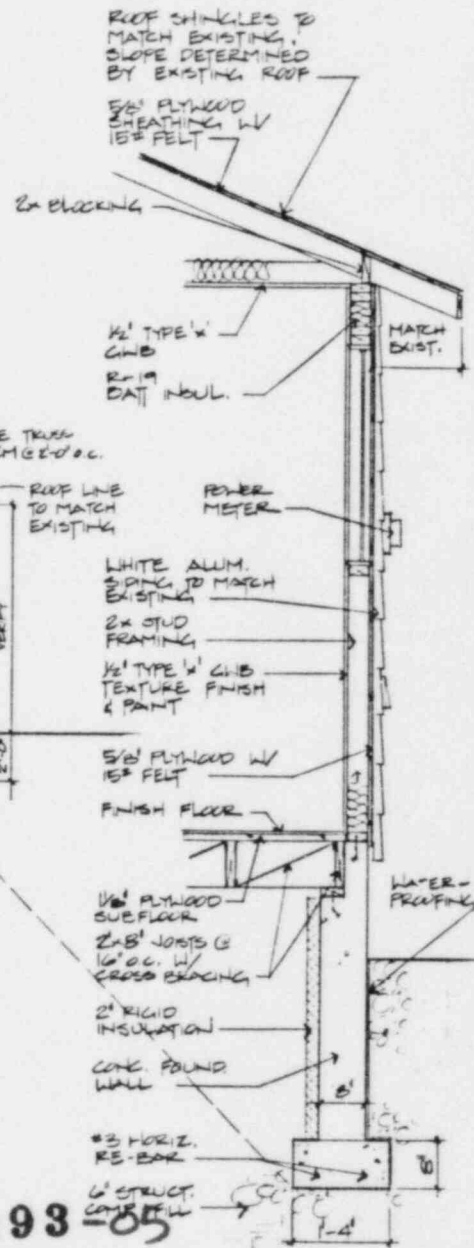 ROOF SHINGLES TO
MATCH EXISTING.
SLOPE DETERMINED
BY EXISTING ROOF
5/8" PLYWOOD
SHEATHING W/
15# FELT
2x BLOCKING
1/2" TYPE 'X'
GWB
MATCH
EXIST.
R-19
BATT INSUL.
E TRUSS
@ 2'-0" O.C.
ROOF LINE
TO MATCH
EXISTING
POWER
METER
VERIFY
WHITE ALUM.
SIDING TO MATCH
EXISTING
2x STUD
FRAMING
1/2" TYPE 'X' GWB
TEXTURE FINISH
& PAINT
5/8" PLYWOOD W/
15# FELT
FINISH FLOOR
PLYWOOD
SUBFLOOR
WATER-
PROOFING
2x8" JOISTS @
16" O.C. W/
CROSS BRACING
2" RIGID
INSULATION
CONC. FOUND.
WALL
8"
#3 HORIZ.
RE-BAR
6" STRUCT.
COMP. FILL
1'-4"
93-05